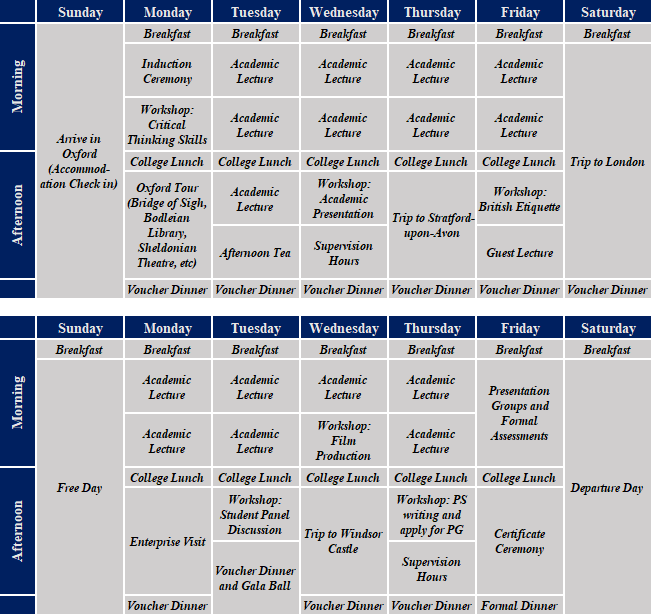 Sunday Monday Tuesday Wednesday Thursday Friday Saturday
Breakfast Breakfast Breakfast Breakfast Breakfast Breakfast
Morning
Induction Academic Academic Academic Academic
Ceremony Lecture Lecture Lecture Lecture
Workshop:
Critical
Thinking Skills
Academic Academic Academic Academic
Lecture Lecture Lecture Lecture
Arrive in
Oxford
(Accommod-
ation Check in)
College Lunch College Lunch College Lunch College Lunch College Lunch
Trip to London
Afternoon
Oxford Tour
(Bridge of Sigh,
Bodleian
Library,
Sheldonian
Theatre, etc)
Academic
Lecture
Workshop:
Academic
Presentation
Trip to Stratford-
upon-Avon
Workshop:
British Etiquette
Afternoon Tea
Supervision
Hours
Guest Lecture
Voucher Dinner Voucher Dinner Voucher Dinner Voucher Dinner Voucher Dinner Voucher Dinner
Sunday Monday Tuesday Wednesday Thursday Friday Saturday
Breakfast Breakfast Breakfast Breakfast Breakfast Breakfast Breakfast
Morning
Academic Academic Academic Academic
Lecture Lecture Lecture Lecture
Presentation
Groups and
Formal
Assessments
Academic
Lecture
Academic
Lecture
Workshop:
Film
Production
Academic
Lecture
College Lunch College Lunch College Lunch College Lunch College Lunch
Free Day
Departure Day
Afternoon
Enterprise Visit
Workshop:
Student Panel
Discussion
Trip to Windsor
Castle
Workshop: PS
writing and
apply for PG
Certificate
Ceremony
Voucher Dinner
and Gala Ball
Supervision
Hours
Voucher Dinner Voucher Dinner Voucher Dinner Formal Dinner